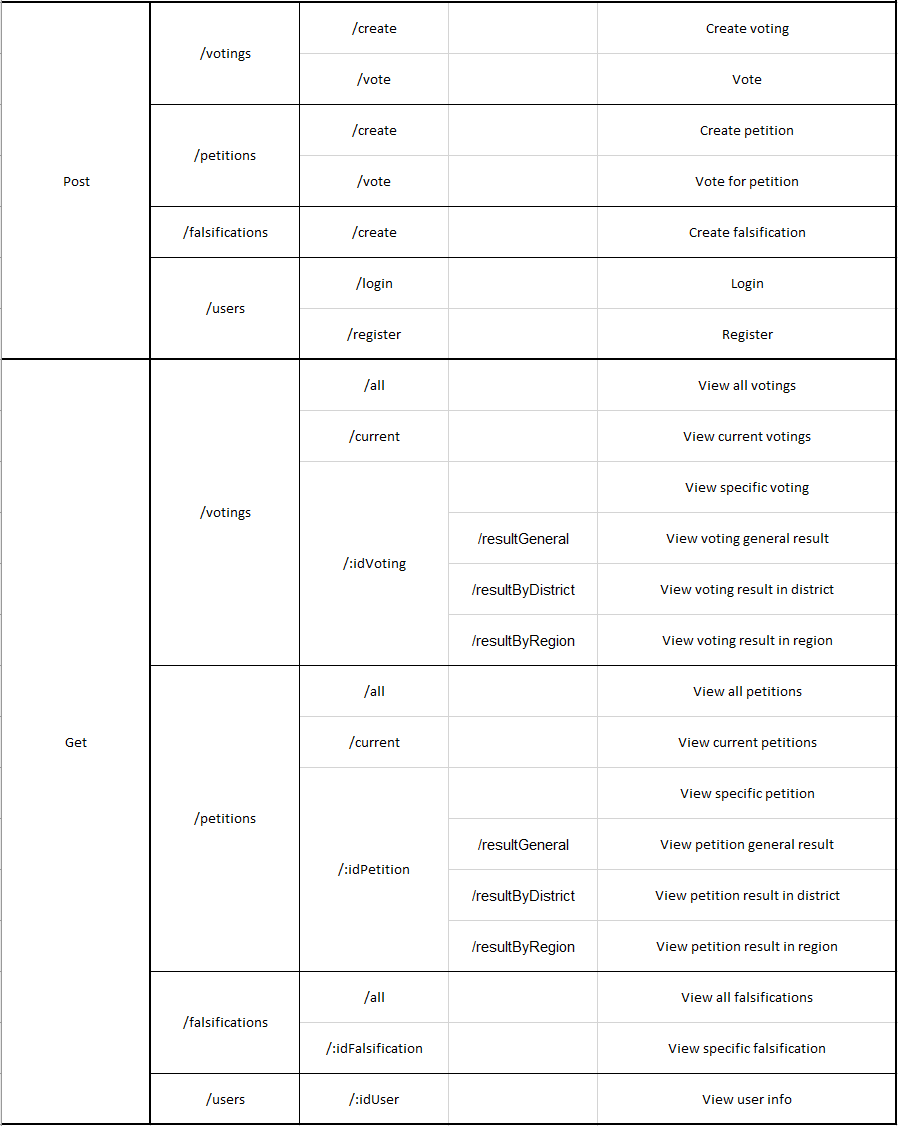 /create
Create voting
/votings
/vote
Vote
/create
Create petition
/petitions
Post
/vote
Vote for petition
/falsifications
/create
Create falsification
/login
Login
/users
/register
Register
/all
View all votings
/current
View current votings
View specific voting
/votings
/resultGeneral
View voting general result
/:idVoting
/resultByDistrict
View voting result in district
/resultByRegion
View voting result in region
/all
View all petitions
Get
/current
View current petitions
View specific petition
/petitions
/resultGeneral
View petition general result
/:idPetition
/resultByDistrict
View petition result in district
/resultByRegion
View petition result in region
/all
View all falsifications
/falsifications
/:idFalsification
View specific falsification
/users
/:idUser
View user info